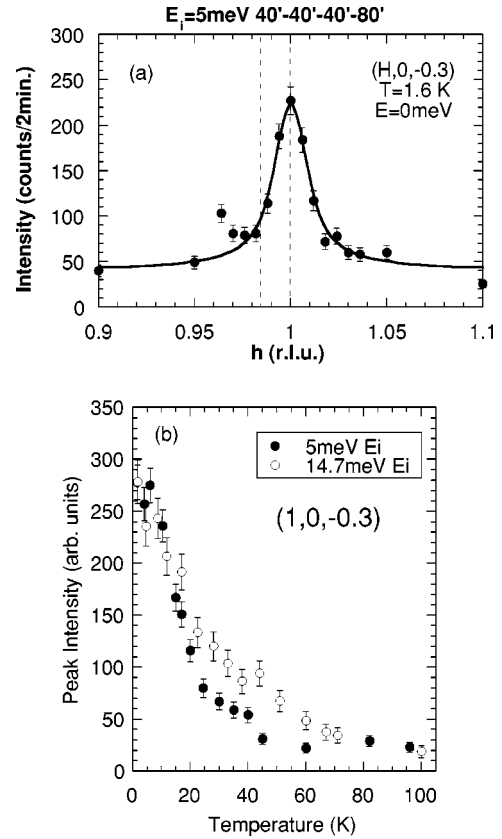 E_i=5meV 40'-40'-40'-80'
300
250
200
150
100
50
0
Intensity (counts/2min.)
(a)
(H,0,-0.3)
T=1.6 K
E=0meV
0.9
0.95
1
1.05
1.1
h (r.l.u.)
350
300
250
200
150
100
50
0
Peak Intensity (arb. units)
(b)
5meV Ei
14.7meV Ei
(1,0,-0.3)
0
20
40
60
80
100
Temperature (K)